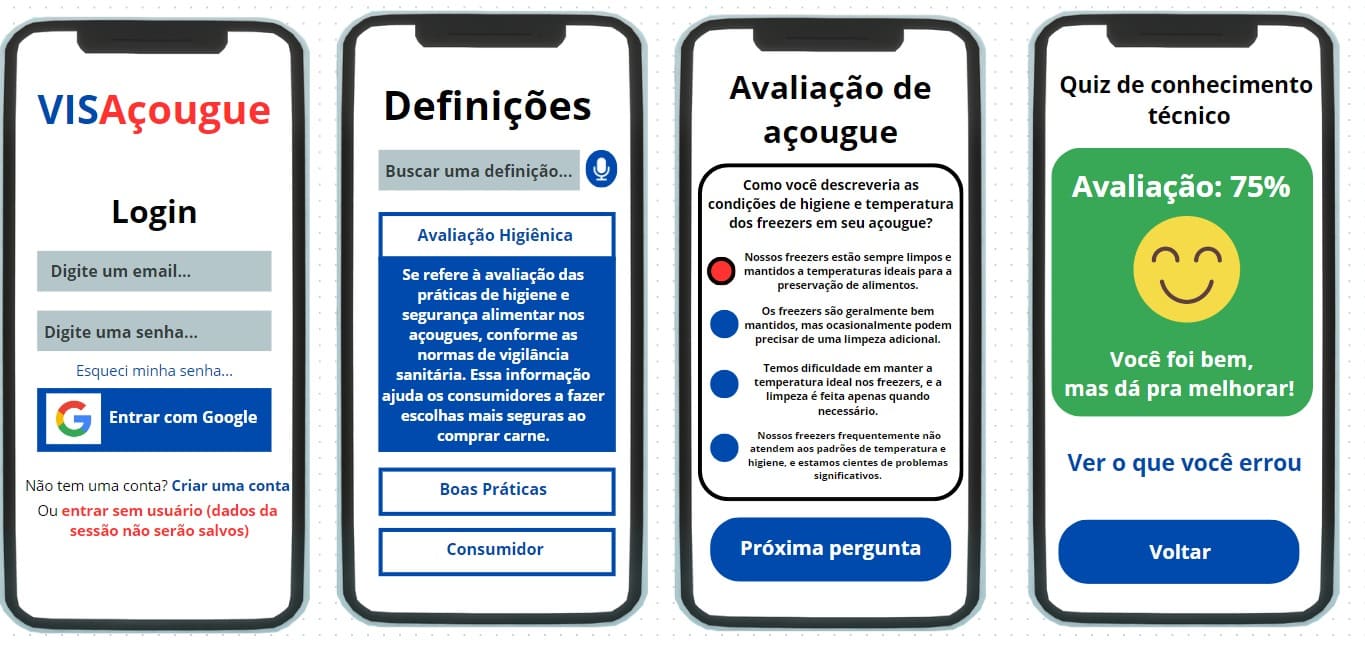 VISAçougue
Login
Digite um email...
Digite uma senha...
Esqueci minha senha...
Entrar com Google
Não tem uma conta? Criar uma conta
Ou entrar sem usuário (dados da
sessão não serão salvos)
Definições
Buscar uma definição...
Avaliação Higiênica
Se refere à avaliação das
práticas de higiene e
segurança alimentar nos
açougues, conforme as
normas de vigilância
sanitária. Essa informação
ajuda os consumidores a fazer
escolhas mais seguras ao
comprar carne.
Boas Práticas
Consumidor
Avaliação de
açougue
Como você descreveria as
condições de higiene e temperatura
dos freezers em seu açougue?
Nossos freezers estão sempre limpos e
mantidos a temperaturas ideais para a
preservação de alimentos.
Os freezers são geralmente bem
mantidos, mas ocasionalmente podem
precisar de uma limpeza adicional.
Temos dificuldade em manter a
temperatura ideal nos freezers, e a
limpeza é feita apenas quando
necessário.
Nossos freezers frequentemente não
atendem aos padrões de temperatura e
higiene, e estamos cientes de problemas
significativos.
Próxima pergunta
Quiz de conhecimento
técnico
Avaliação: 75%
Você foi bem,
mas dá pra melhorar!
Ver o que você errou
Voltar